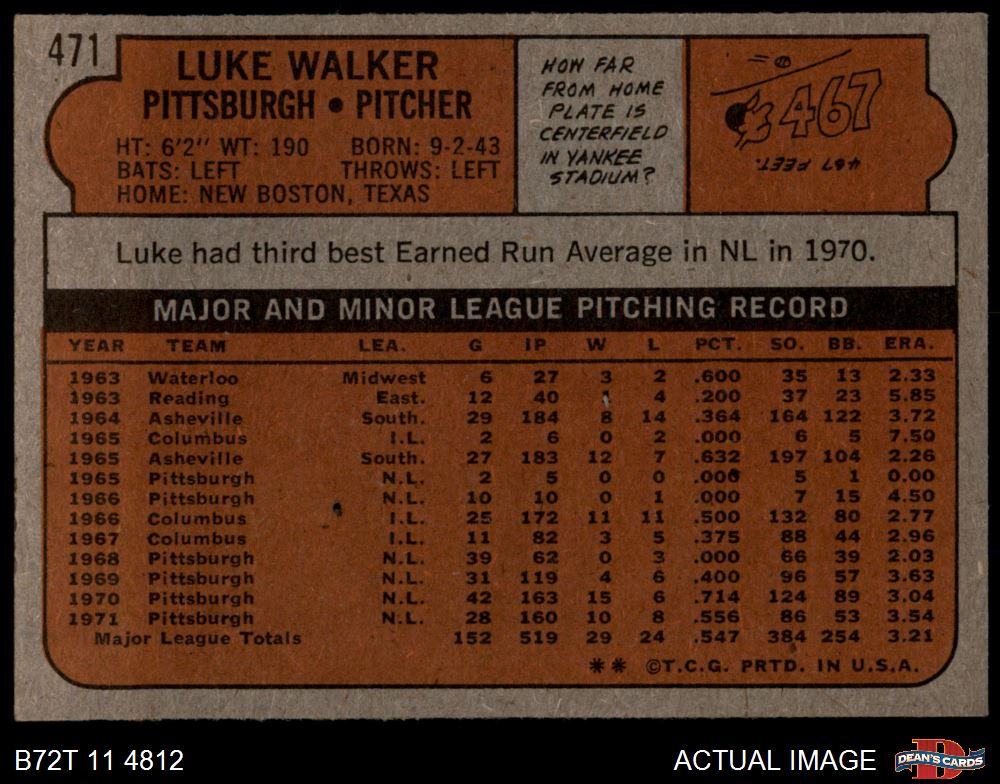 471
LUKE WALKER
PITTSBURGH • PITCHER
HT: 6'2" WT: 190 BORN: 9-2-43
BATS: LEFT THROWS: LEFT
HOME: NEW BOSTON, TEXAS
HOW FAR
FROM HOME
PLATE IS
CENTERFIELD
IN YANKEE
STADIUM?
467
467 FEET.
Luke had third best Earned Run Average in NL in 1970.
MAJOR AND MINOR LEAGUE PITCHING RECORD
YEAR TEAM LEA. G IP W L PCT. SO. BB. ERA.
1963 Waterloo Midwest 6 27 3 2 .600 35 13 2.33
1963 Reading East. 12 40 1 4 .200 37 23 5.85
1964 Asheville South. 29 184 8 14 .364 164 122 3.72
1965 Columbus I.L. 2 6 0 2 .000 6 5 7.50
1965 Asheville South. 27 183 12 7 .632 197 104 2.26
1965 Pittsburgh N.L. 2 5 0 0 .000 5 1 0.00
1966 Pittsburgh N.L. 10 10 0 1 .000 7 15 4.50
1966 Columbus I.L. 25 172 11 11 .500 132 80 2.77
1967 Columbus I.L. 11 82 3 5 .375 88 44 2.96
1968 Pittsburgh N.L. 39 62 0 3 .000 66 39 2.03
1969 Pittsburgh N.L. 31 119 4 6 .400 96 57 3.63
1970 Pittsburgh N.L. 42 163 15 6 .714 124 89 3.04
1971 Pittsburgh N.L. 28 160 10 8 .556 86 53 3.54
Major League Totals 152 519 29 24 .547 384 254 3.21
** ©T.C.G. PRTD. IN U.S.A.
B72T 11 4812
ACTUAL IMAGE
D
DEAN'S CARDS